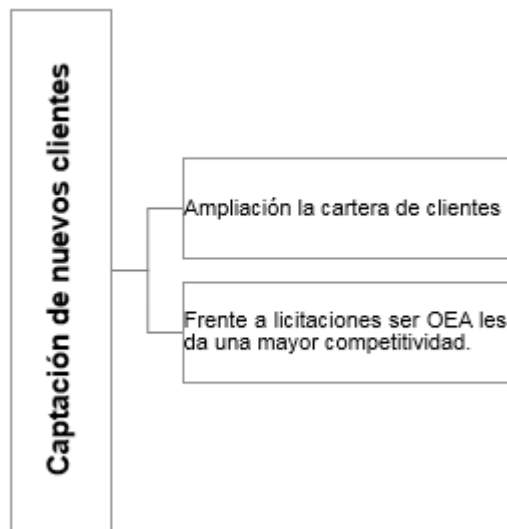 Captación de nuevos clientes
Ampliación la cartera de clientes
Frente a licitaciones ser OEA les
da una mayor competitividad.